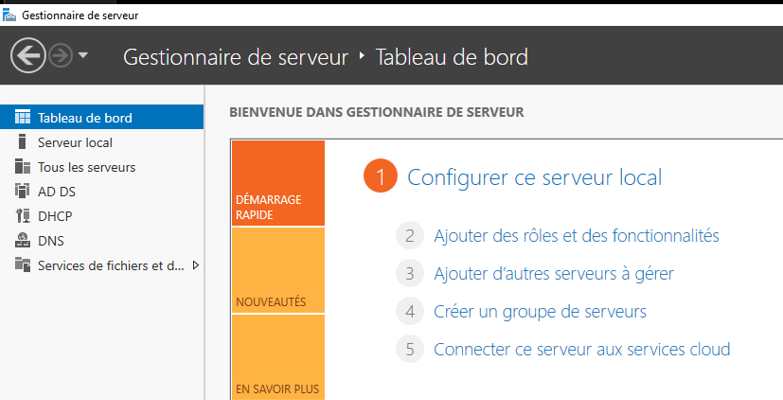 Gestionnaire de serveur
Gestionnaire de serveur ‣ Tableau de bord
Tableau de bord
Serveur local
Tous les serveurs
AD DS
DHCP
DNS
Services de fichiers et d...
BIENVENUE DANS GESTIONNAIRE DE SERVEUR
DÉMARRAGE
RAPIDE
NOUVEAUTÉS
EN SAVOIR PLUS
1 Configurer ce serveur local
2 Ajouter des rôles et des fonctionnalités
3 Ajouter d’autres serveurs à gérer
4 Créer un groupe de serveurs
5 Connecter ce serveur aux services cloud